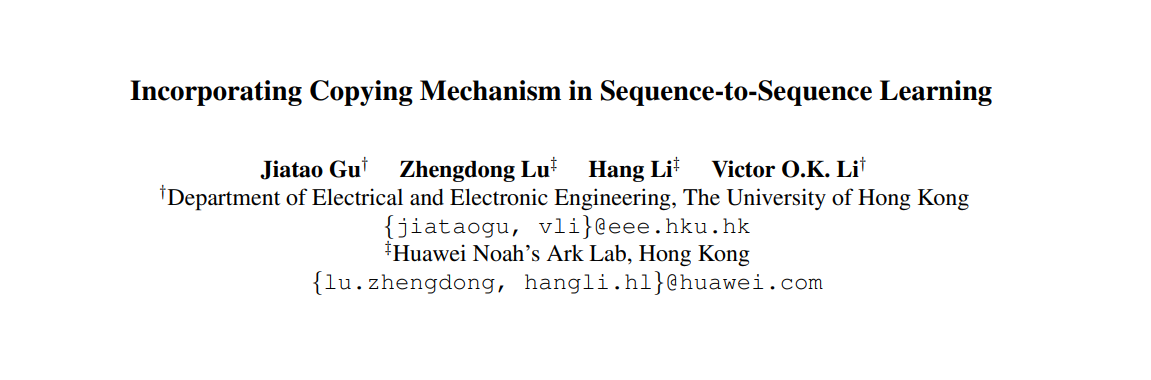 Incorporating Copying Mechanism in Sequence-to-Sequence Learning
Jiatao Gu† Zhengdong Lu‡ Hang Li‡ Victor O.K. Li†
†Department of Electrical and Electronic Engineering, The University of Hong Kong
{jiataogu, vli}@eee.hku.hk
‡Huawei Noah’s Ark Lab, Hong Kong
{lu.zhengdong, hangli.hl}@huawei.com